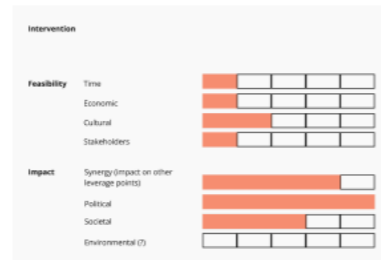 Intervention
Feasibility Time
Economic
Cultural
Stakeholders
Impact Synergy (impact on other
leverage points)
Political
Societal
Environmental (?)